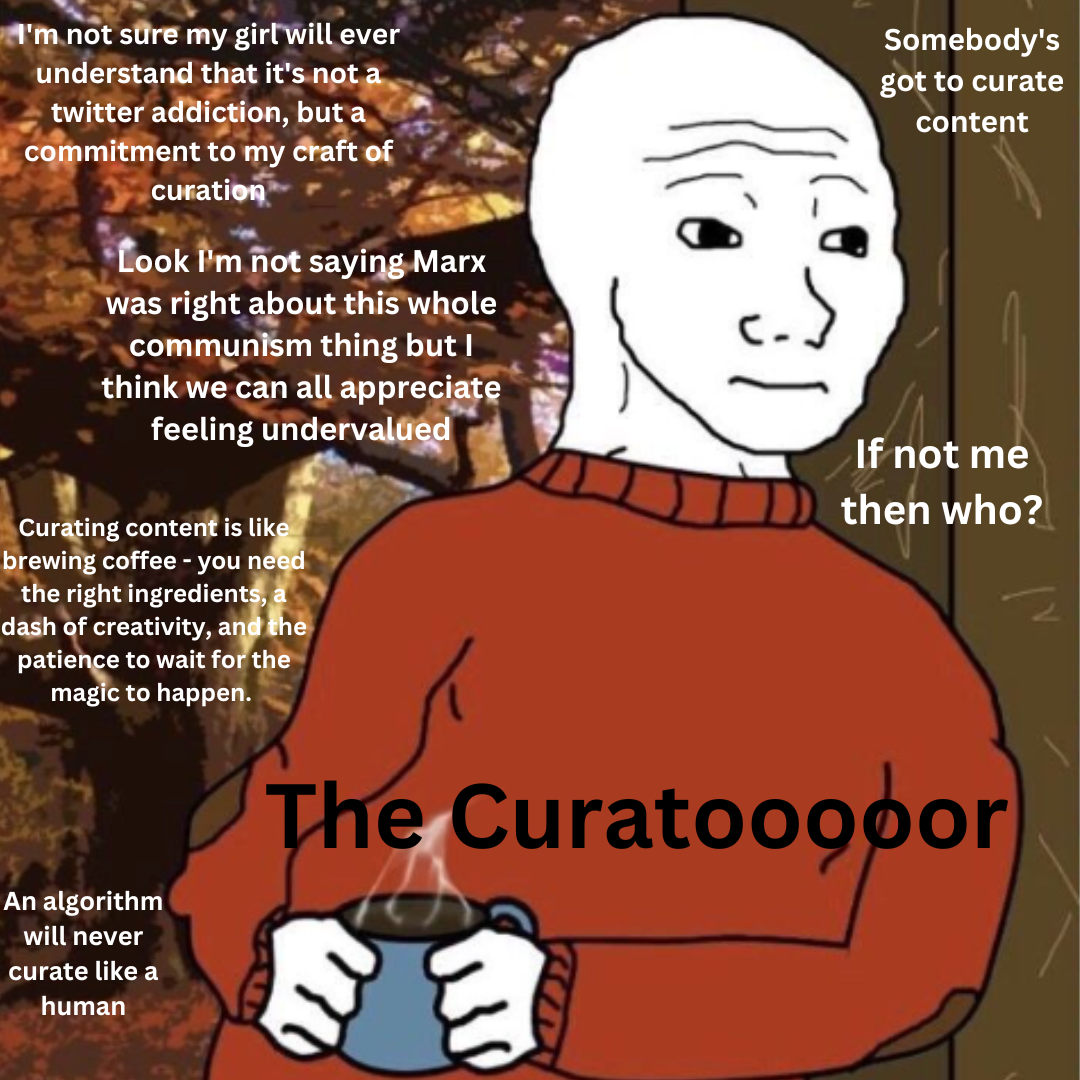 I'm not sure my girl will ever
understand that it's not a
twitter addiction, but a
commitment to my craft of
curation
Somebody's
got to curate
content
Look I'm not saying Marx
was right about this whole
communism thing but I
think we can all appreciate
feeling undervalued
If not me
then who?
Curating content is like
brewing coffee - you need
the right ingredients, a
dash of creativity, and the
patience to wait for the
magic to happen.
The Curatooooor
An algorithm
will never
curate like a
human